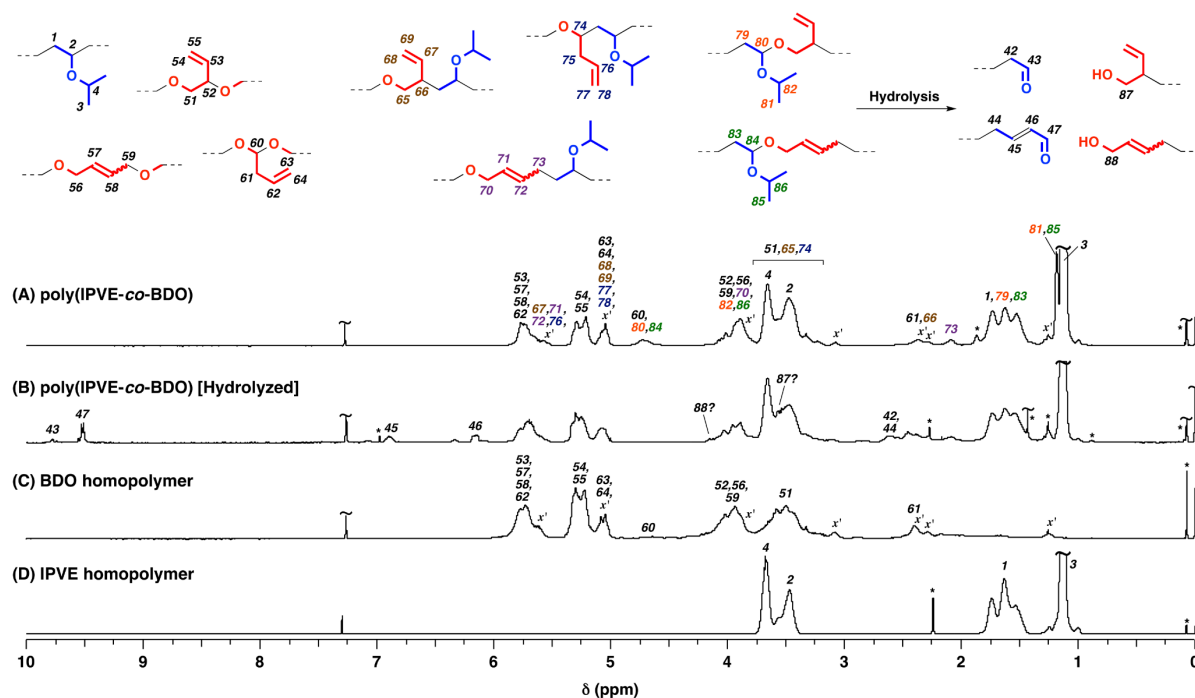 1 2 55 54 53 O 4 3 O 52 O 51
69 68 67 O O 66 65
O 74 75 76 O 77 78
79 80 O O 82 81
Hydrolysis
42 43 O HO 87
57 59 O O 56 58
60 O O 61 63 62 64
O 71 73 O 70 72
83 84 O O 86 85
44 46 47 45 O HO 88
(A) poly(IPVE-co-BDO)
53,
57,
58,
62
67,71,
72,76,
x'
54,
55
63,
64,
68,
69,
77,
78,
x'
60,
80,84
52,56,
59,70,
82,86
x'
51,65,74
4
2
x'
61,66
x'
x'
73
*
1,79,83
x'
81,85
3
*
(B) poly(IPVE-co-BDO) [Hydrolyzed]
43
47
*
45
46
88?
87?
42,
44
*
*
*
*
*
(C) BDO homopolymer
53,
57,
58,
62
x'
54,
55
63,
64,
x'
60
52,56,
59
x'
51
x'
61
x'
x'
x'
*
(D) IPVE homopolymer
4
2
*
1
3
*
10 9 8 7 6 5 4 3 2 1 0
δ (ppm)